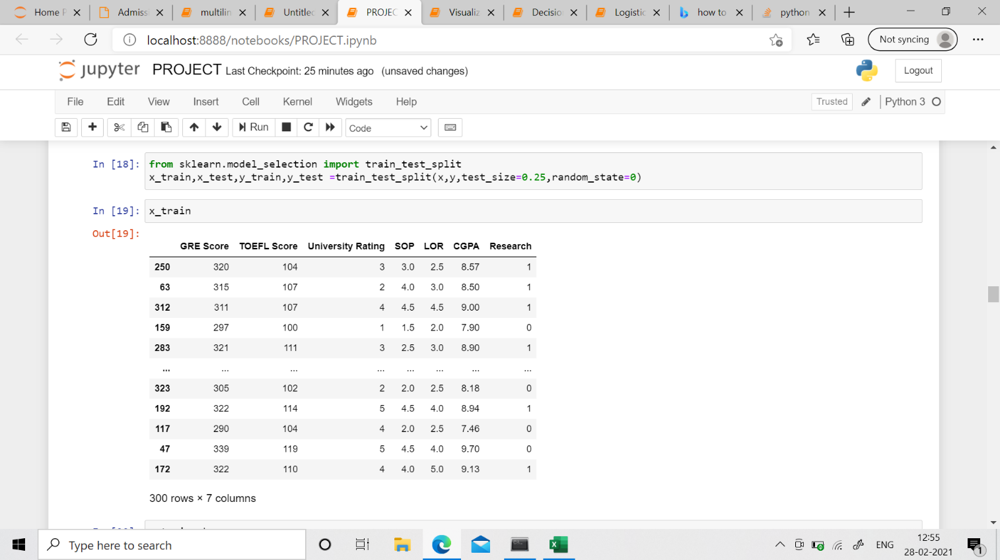 Home P
Admissi
multilin
Untitled
PROJEC
Visualiz
Decisio
Logistic
how to
python
localhost:8888/notebooks/PROJECT.ipynb
Not syncing
jupyter PROJECT Last Checkpoint: 25 minutes ago (unsaved changes)
Logout
File Edit View Insert Cell Kernel Widgets Help
Trusted
Python 3
Run
Code
In [18]: from sklearn.model_selection import train_test_split
x_train,x_test,y_train,y_test =train_test_split(x,y,test_size=0.25,random_state=0)
In [19]: x_train
Out[19]:
GRE Score TOEFL Score University Rating SOP LOR CGPA Research
250 320 104 3 3.0 2.5 8.57 1
63 315 107 2 4.0 3.0 8.50 1
312 311 107 4 4.5 4.5 9.00 1
159 297 100 1 1.5 2.0 7.90 0
283 321 111 3 2.5 3.0 8.90 1
... ... ... ... ... ... ... ...
323 305 102 2 2.0 2.5 8.18 0
192 322 114 5 4.5 4.0 8.94 1
117 290 104 4 2.0 2.5 7.46 0
47 339 119 5 4.5 4.0 9.70 0
172 322 110 4 4.0 5.0 9.13 1
300 rows × 7 columns
Type here to search
ENG
12:55
28-02-2021
1